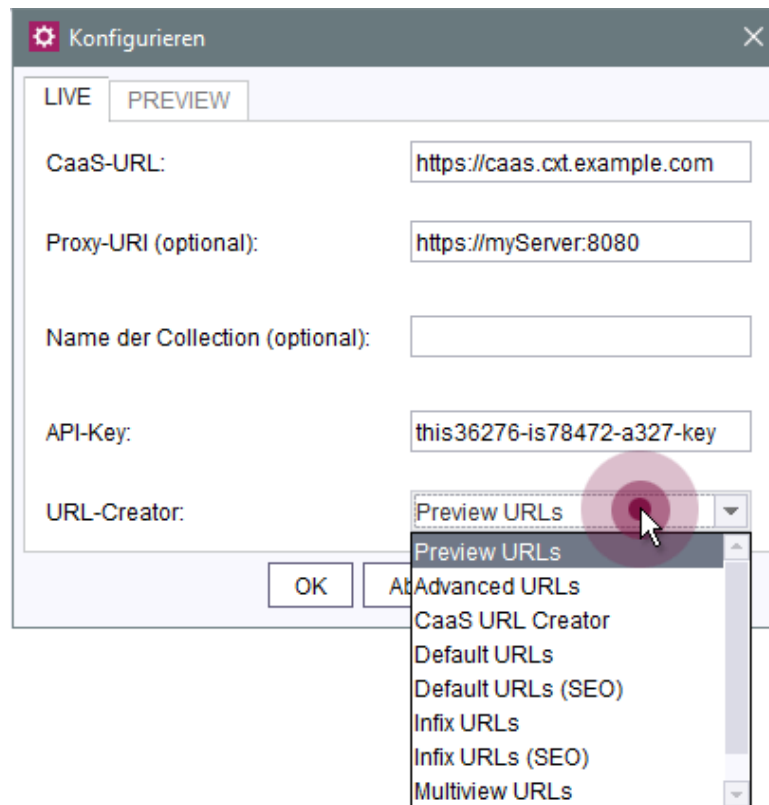 Konfigurieren
LIVE PREVIEW
CaaS-URL: https://caas.cxt.example.com
Proxy-URI (optional): https://myServer:8080
Name der Collection (optional):
API-Key: this36276-is78472-a327-key
URL-Creator: Preview URLs
Preview URLs
OK
Advanced URLs
CaaS URL Creator
Default URLs
Default URLs (SEO)
Infix URLs
Infix URLs (SEO)
Multiview URLs